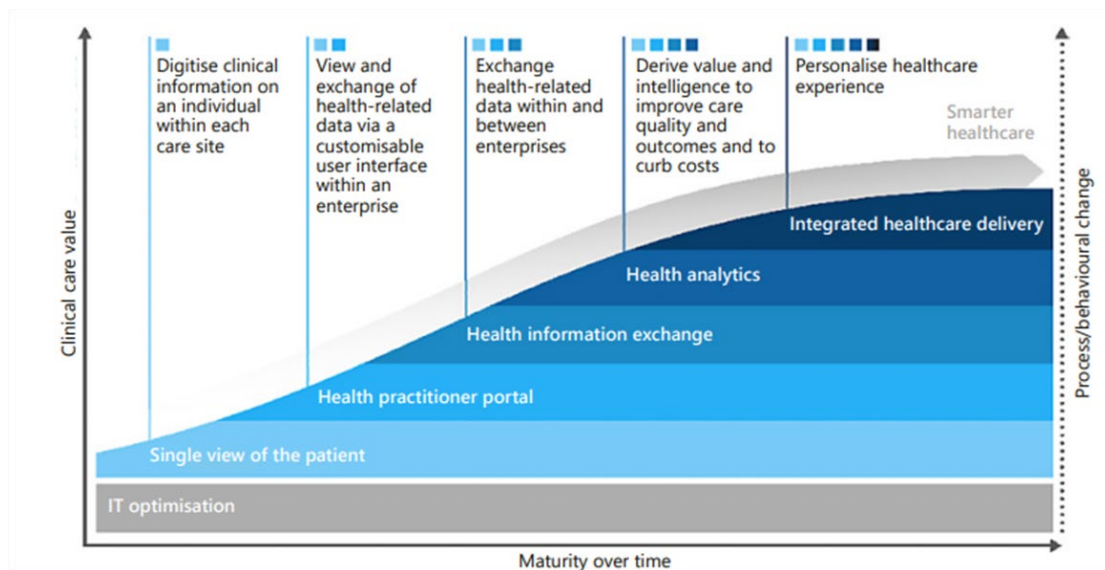 Digitise clinical
information on
an individual
within each
care site
View and
exchange of
health-related
data via a
customisable
user interface
within an
enterprise
Exchange
health-related
data within and
between
enterprises
Derive value and
intelligence to
improve care
quality and
outcomes and to
curb costs
Personalise healthcare
experience
Smarter
healthcare
Clinical care value
Process/behavioural change
Integrated healthcare delivery
Health analytics
Health information exchange
Health practitioner portal
Single view of the patient
IT optimisation
Maturity over time